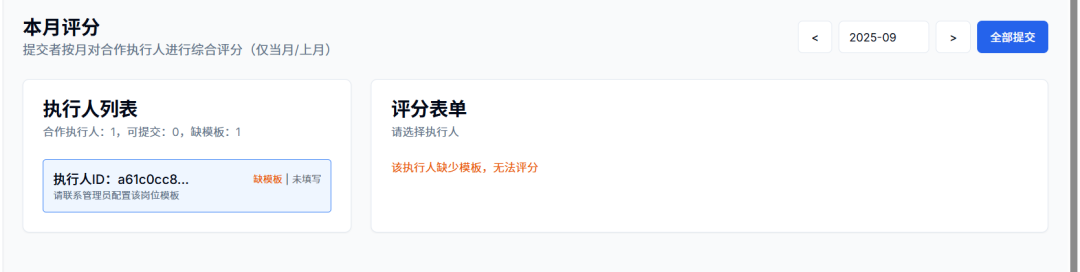 本月评分
提交者按月对合作执行人进行综合评分（仅当月/上月）
<
2025-09
>
全部提交
执行人列表
合作执行人：1，可提交：0，缺模板：1
执行人ID：a61c0cc8...
缺模板 | 未填写
请联系管理员配置该岗位模板
评分表单
请选择执行人
该执行人缺少模板，无法评分